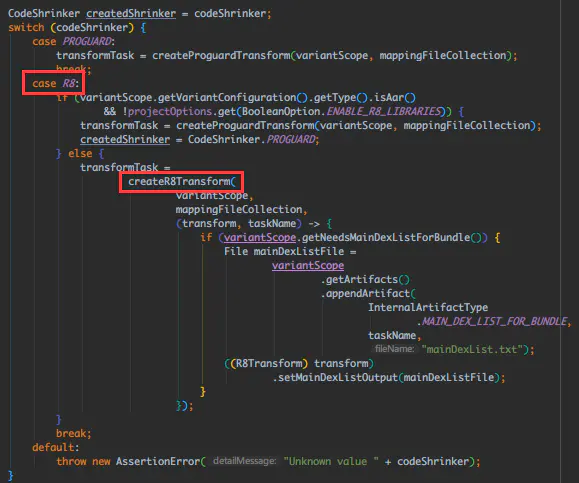 CodeShrinker createdShrinker = codeShrinker;
switch (codeShrinker) {
case PROGUARD:
transformTask = createProguardTransform(variantScope, mappingFileCollection);
break;
case R8:
if (variantScope.getVariantConfiguration().getType().isAar()
&& !projectOptions.get(BooleanOption.ENABLE_R8_LIBRARIES)) {
transformTask = createProguardTransform(variantScope, mappingFileCollection);
createdShrinker = CodeShrinker.PROGUARD;
} else {
transformTask =
createR8Transform(
variantScope,
mappingFileCollection,
(transform, taskName) -> {
if (variantScope.getNeedsMainDexListForBundle()) {
File mainDexListFile =
variantScope
.getArtifacts()
.appendArtifact(
InternalArtifactType
.MAIN_DEX_LIST_FOR_BUNDLE,
taskName,
fileName: "mainDexList.txt");
((R8Transform) transform)
.setMainDexListOutput(mainDexListFile);
}
});
}
break;
default:
throw new AssertionError( detailMessage: "Unknown value " + codeShrinker);
}